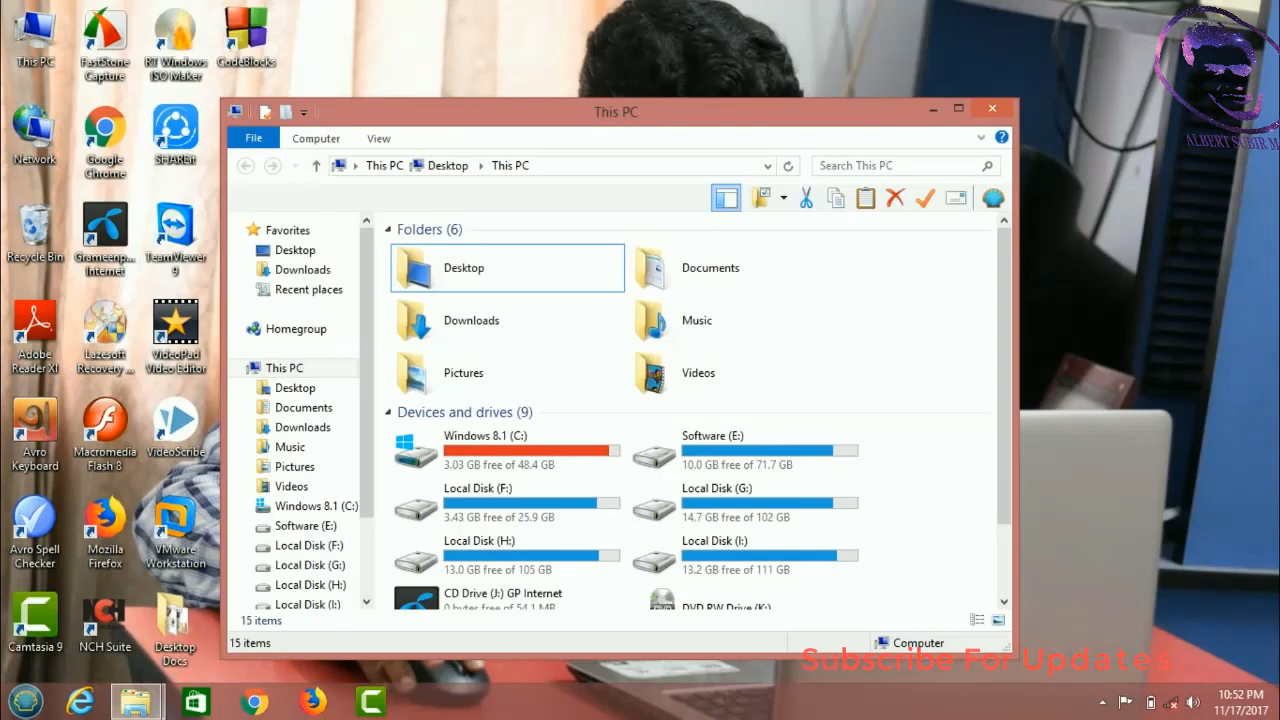 This PC
FastStone
Capture
RT Windows
ISO Maker
CodeBlocks
Network
Google
Chrome
SHAREit
Recycle Bin
Grameenp...
Internet
TeamViewer
9
Adobe
Reader XI
Lazesoft
Recovery ...
VideoPad
Video Editor
Avro
Keyboard
Macromedia
Flash 8
VideoScribe
Avro Spell
Checker
Mozilla
Firefox
VMware
Workstation
Camtasia 9
NCH Suite
Desktop
Docs
ALBERT SUBIR M
This PC
File Computer View
This PC Desktop This PC
Search This PC
Favorites
Desktop
Downloads
Recent places
Homegroup
This PC
Desktop
Documents
Downloads
Music
Pictures
Videos
Windows 8.1 (C:)
Software (E:)
Local Disk (F:)
Local Disk (G:)
Local Disk (H:)
Local Disk (I:)
Folders (6)
Desktop
Documents
Downloads
Music
Pictures
Videos
Devices and drives (9)
Windows 8.1 (C:)
3.03 GB free of 48.4 GB
Software (E:)
10.0 GB free of 71.7 GB
Local Disk (F:)
3.43 GB free of 25.9 GB
Local Disk (G:)
14.7 GB free of 102 GB
Local Disk (H:)
13.0 GB free of 105 GB
Local Disk (I:)
13.2 GB free of 111 GB
CD Drive (J:) GP Internet
0 bytes free of 54.1 MB
DVD RW Drive (K:)
15 items
15 items
Computer
Subscribe For Updates
10:52 PM
11/17/2017